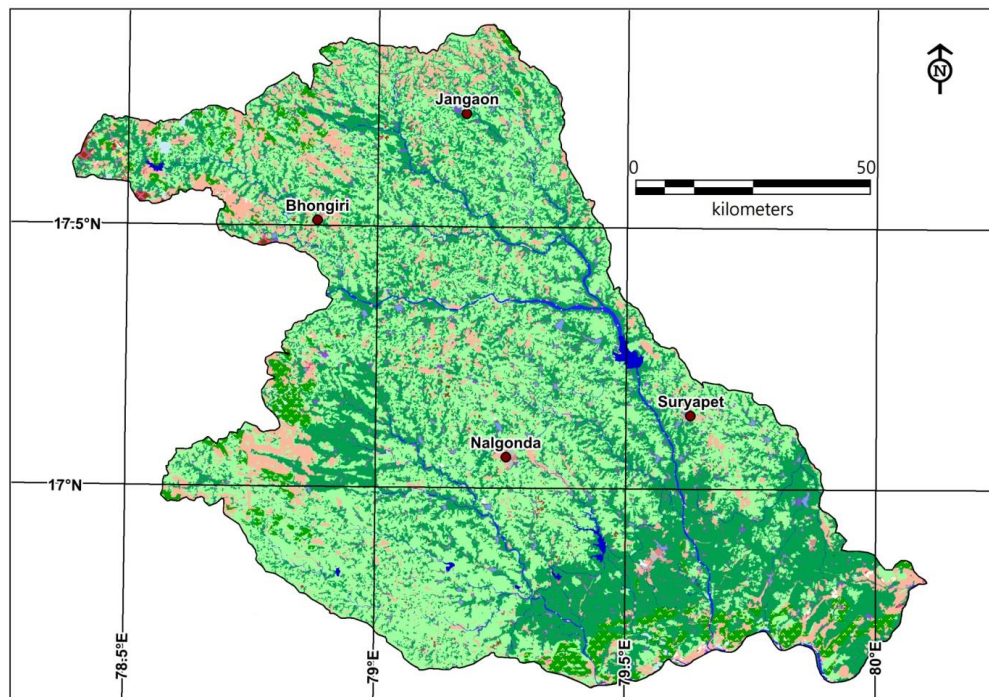 N
Jangaon
0 50
kilometers
Bhongiri
17.5°N
Suryapet
Nalgonda
17°N
78.5°E
79°E
79.5°E
80°E